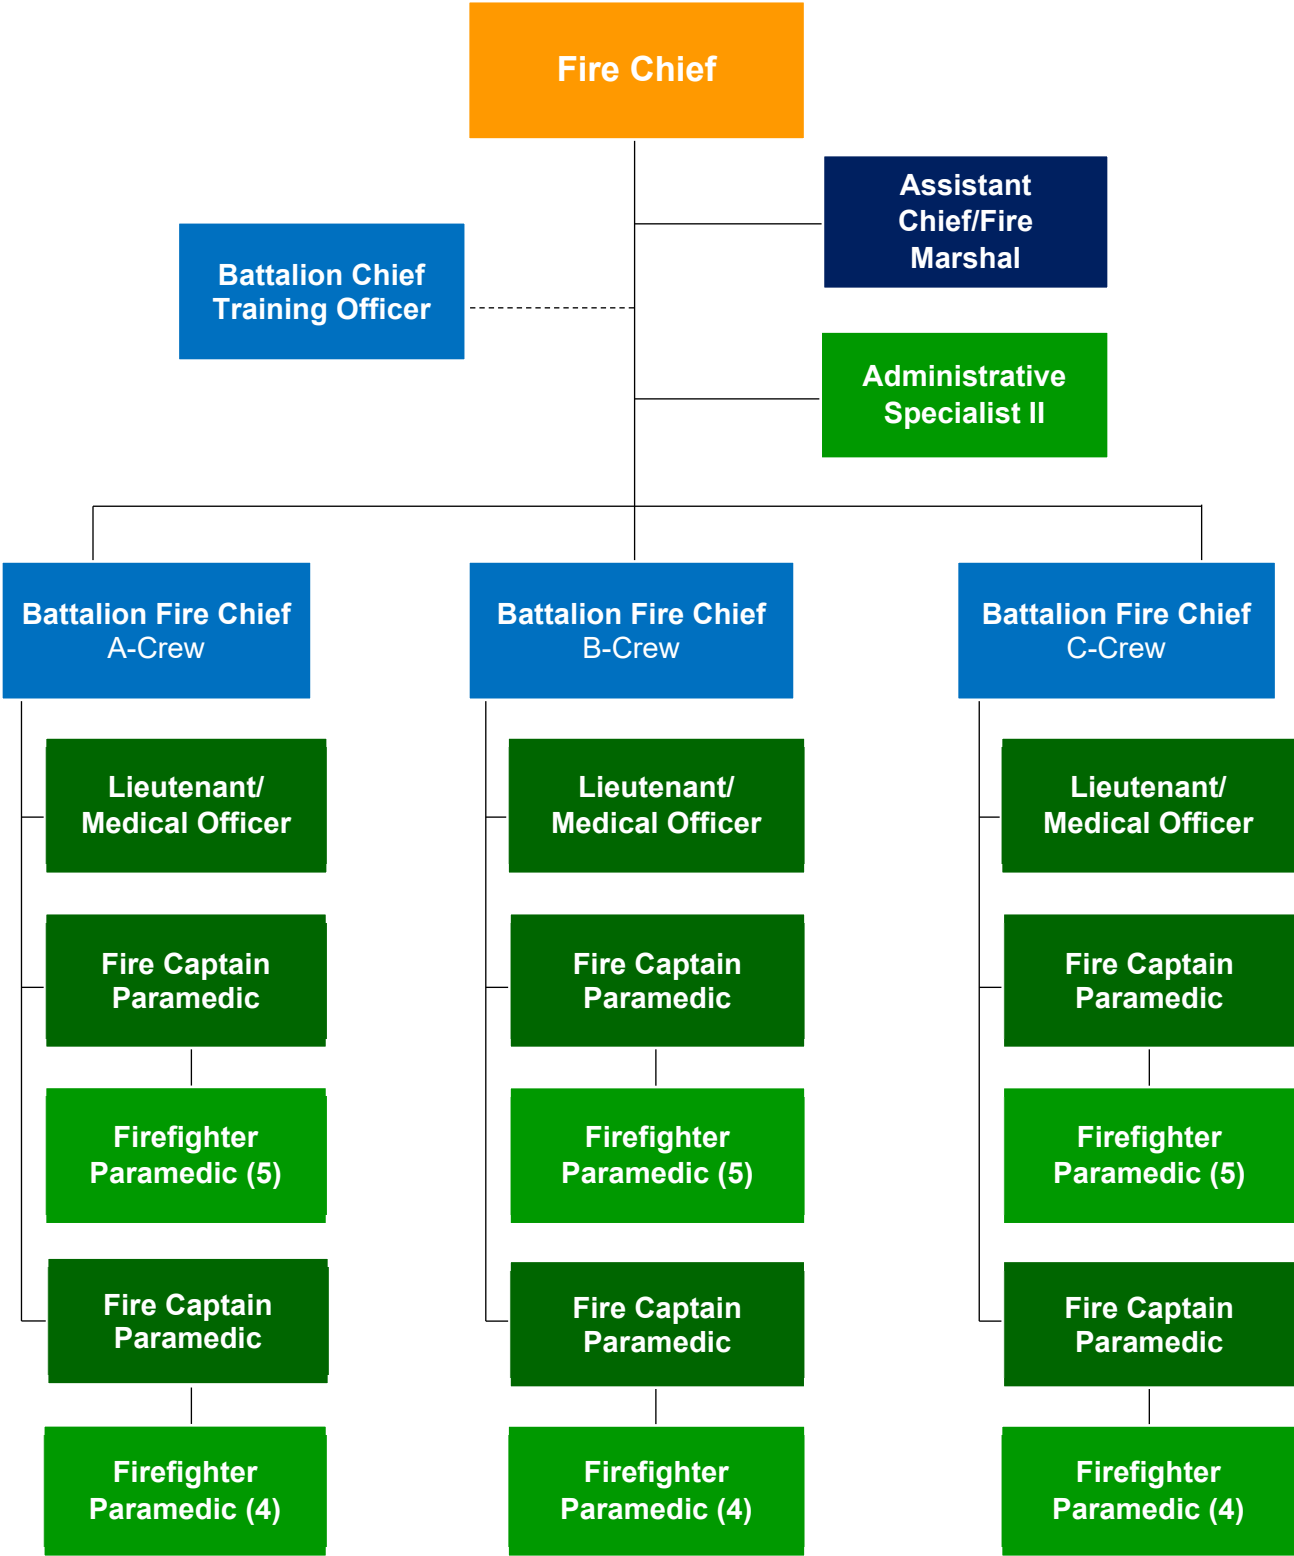 Fire Chief
Assistant
Chief/Fire
Marshal
Battalion Chief
Training Officer
Administrative
Specialist II
Battalion Fire Chief
A-Crew
Battalion Fire Chief
B-Crew
Battalion Fire Chief
C-Crew
Lieutenant/
Medical Officer
Lieutenant/
Medical Officer
Lieutenant/
Medical Officer
Fire Captain
Paramedic
Fire Captain
Paramedic
Fire Captain
Paramedic
Firefighter
Paramedic (5)
Firefighter
Paramedic (5)
Firefighter
Paramedic (5)
Fire Captain
Paramedic
Fire Captain
Paramedic
Fire Captain
Paramedic
Firefighter
Paramedic (4)
Firefighter
Paramedic (4)
Firefighter
Paramedic (4)